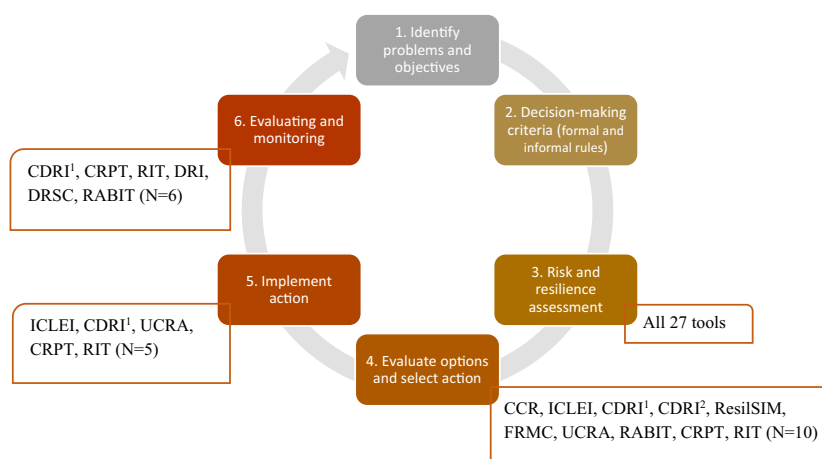 1. Identify
problems and
objectives
2. Decision-making
criteria (formal and
informal rules)
3. Risk and
resilience
assessment
All 27 tools
4. Evaluate options
and select action
CCR, ICLEI, CDRI¹, CDRI², ResilSIM,
FRMC, UCRA, RABIT, CRPT, RIT (N=10)
5. Implement
action
ICLEI, CDRI¹, UCRA,
CRPT, RIT (N=5)
6. Evaluating and
monitoring
CDRI¹, CRPT, RIT, DRI,
DRSC, RABIT (N=6)